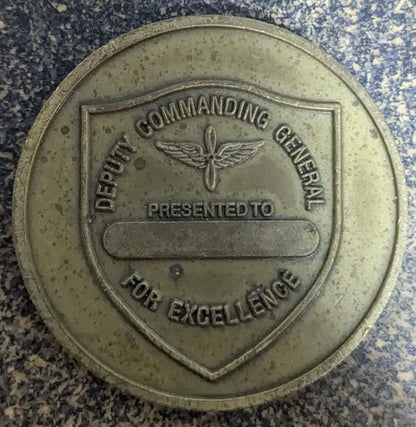 DEPUTY COMMANDING GENERAL
PRESENTED TO
FOR EXCELLENCE